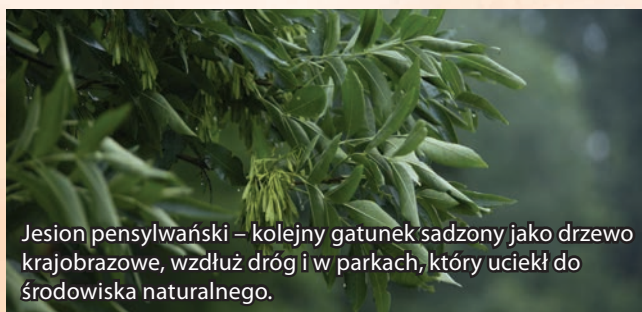 Jesion pensylwański – kolejny gatunek sadzony jako drzewo
krajobrazowe, wzdłuż dróg i w parkach, który uciekł do
środowiska naturalnego.